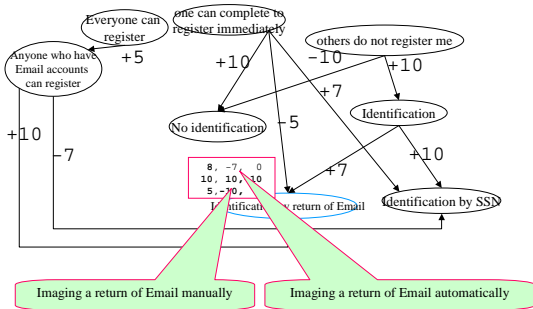 Everyone can
register
one can complete to
register immediately
others do not register me
Anyone who have
Email accounts
can register
+5
+10
-10
+10
+7
No identification
Identification
+10
-7
-5
+7
+10
8, -7, 0
10, 10, 10
5,-10,
return of Email
Identification by SSN
Imaging a return of Email manually
Imaging a return of Email automatically